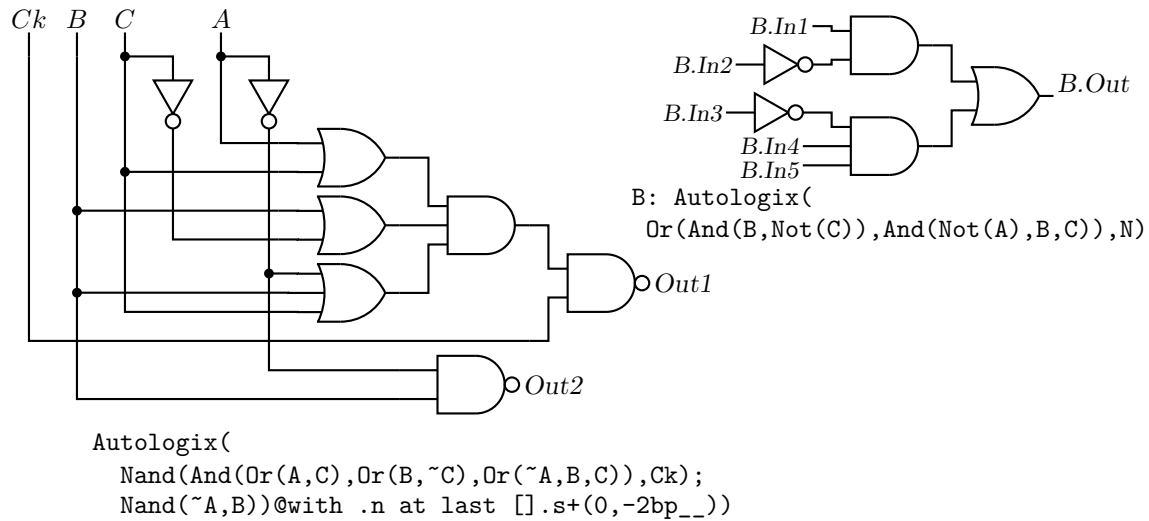 Ck B C A
B.In1
B.In2
B.Out
B.In3
B.In4
B.In5
B: Autologix(
Or(And(B,Not(C)),And(Not(A),B,C)),N)
Out1
Out2
Autologix(
Nand(And(Or(A,C),Or(B,~C),Or(~A,B,C)),Ck);
Nand(~A,B))@with .n at last [].s+(0,-2bp__))